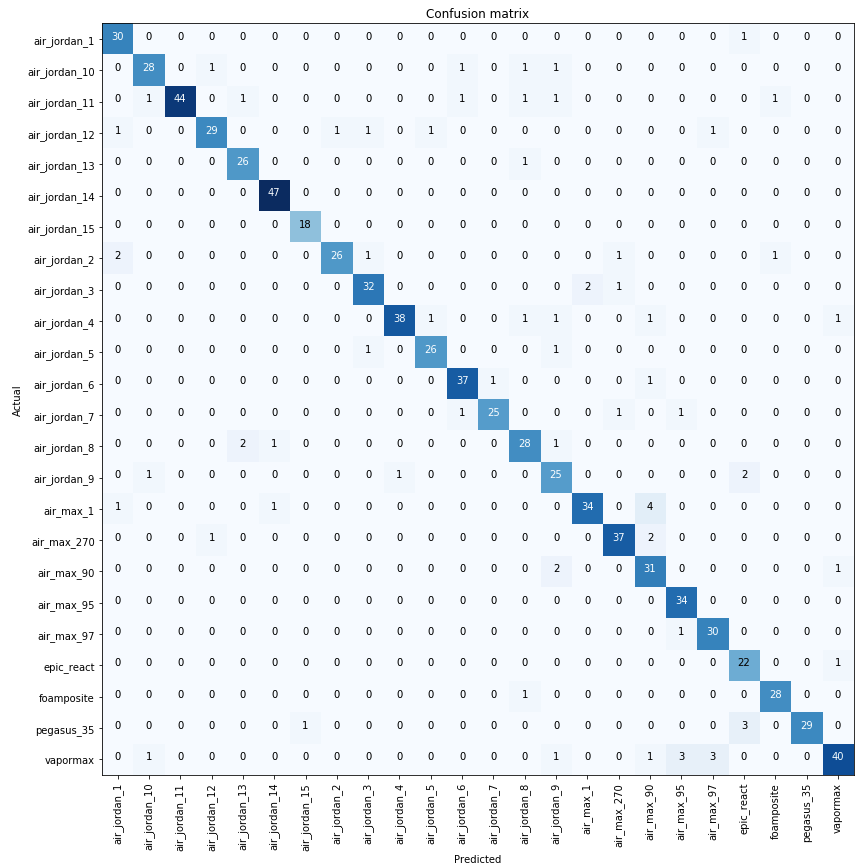 Confusion matrix
air_jordan_1 30 0 0 0 0 0 0 0 0 0 0 0 0 0 0 0 0 0 0 0 1 0 0 0
air_jordan_10 0 28 0 1 0 0 0 0 0 0 0 1 0 1 1 0 0 0 0 0 0 0 0 0
air_jordan_11 0 1 44 0 1 0 0 0 0 0 0 1 0 1 1 0 0 0 0 0 0 1 0 0
air_jordan_12 1 0 0 29 0 0 0 1 1 0 1 0 0 0 0 0 0 0 0 1 0 0 0 0
air_jordan_13 0 0 0 0 26 0 0 0 0 0 0 0 0 1 0 0 0 0 0 0 0 0 0 0
air_jordan_14 0 0 0 0 0 47 0 0 0 0 0 0 0 0 0 0 0 0 0 0 0 0 0 0
air_jordan_15 0 0 0 0 0 0 18 0 0 0 0 0 0 0 0 0 0 0 0 0 0 0 0 0
air_jordan_2 2 0 0 0 0 0 0 26 1 0 0 0 0 0 0 0 1 0 0 0 0 1 0 0
air_jordan_3 0 0 0 0 0 0 0 0 32 0 0 0 0 0 0 2 1 0 0 0 0 0 0 0
air_jordan_4 0 0 0 0 0 0 0 0 0 38 1 0 0 1 1 0 0 1 0 0 0 0 0 1
air_jordan_5 0 0 0 0 0 0 0 0 1 0 26 0 0 0 1 0 0 0 0 0 0 0 0 0
air_jordan_6 0 0 0 0 0 0 0 0 0 0 0 37 1 0 0 0 0 1 0 0 0 0 0 0
air_jordan_7 0 0 0 0 0 0 0 0 0 0 0 1 25 0 0 0 1 0 1 0 0 0 0 0
air_jordan_8 0 0 0 0 2 1 0 0 0 0 0 0 0 28 1 0 0 0 0 0 0 0 0 0
air_jordan_9 0 1 0 0 0 0 0 0 0 1 0 0 0 0 25 0 0 0 0 0 2 0 0 0
air_max_1 1 0 0 0 0 1 0 0 0 0 0 0 0 0 0 34 0 4 0 0 0 0 0 0
air_max_270 0 0 0 1 0 0 0 0 0 0 0 0 0 0 0 0 37 2 0 0 0 0 0 0
air_max_90 0 0 0 0 0 0 0 0 0 0 0 0 0 0 2 0 0 31 0 0 0 0 0 1
air_max_95 0 0 0 0 0 0 0 0 0 0 0 0 0 0 0 0 0 0 34 0 0 0 0 0
air_max_97 0 0 0 0 0 0 0 0 0 0 0 0 0 0 0 0 0 0 1 30 0 0 0 0
epic_react 0 0 0 0 0 0 0 0 0 0 0 0 0 0 0 0 0 0 0 0 22 0 0 1
foamposite 0 0 0 0 0 0 0 0 0 0 0 0 0 1 0 0 0 0 0 0 0 28 0 0
pegasus_35 0 0 0 0 0 0 1 0 0 0 0 0 0 0 0 0 0 0 0 0 3 0 29 0
vapormax 0 1 0 0 0 0 0 0 0 0 0 0 0 0 1 0 0 1 3 3 0 0 0 40
Actual
air_jordan_1
air_jordan_10
air_jordan_11
air_jordan_12
air_jordan_13
air_jordan_14
air_jordan_15
air_jordan_2
air_jordan_3
air_jordan_4
air_jordan_5
air_jordan_6
air_jordan_7
air_jordan_8
air_jordan_9
air_max_1
air_max_270
air_max_90
air_max_95
air_max_97
epic_react
foamposite
pegasus_35
vapormax
Predicted